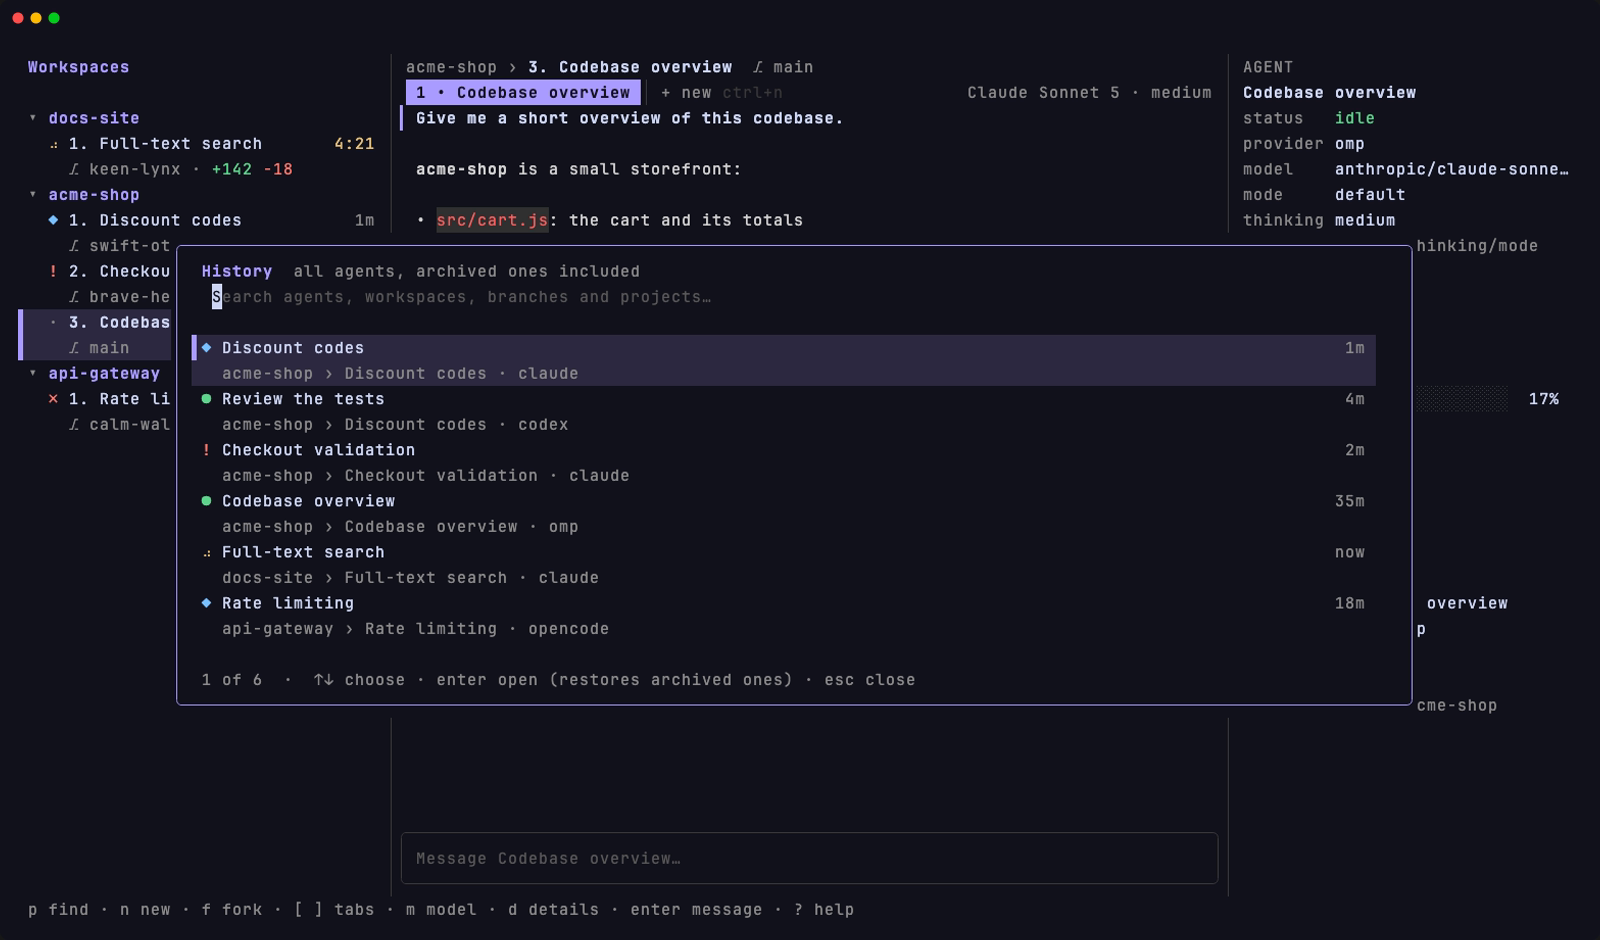 Workspaces
docs-site
1. Full-text search 4:21
keen-lynx · +142 -18
acme-shop
1. Discount codes 1m
swift-ot
! 2. Checkou
brave-he
· 3. Codebas
main
api-gateway
× 1. Rate li
calm-wal
acme-shop › 3. Codebase overview main
1 • Codebase overview + new ctrl+n Claude Sonnet 5 · medium
Give me a short overview of this codebase.
acme-shop is a small storefront:
• src/cart.js: the cart and its totals
AGENT
Codebase overview
status idle
provider omp
model anthropic/claude-sonne…
mode default
thinking medium
hinking/mode
17%
overview
p
cme-shop
History all agents, archived ones included
Search agents, workspaces, branches and projects…
Discount codes 1m
acme-shop › Discount codes · claude
Review the tests 4m
acme-shop › Discount codes · codex
! Checkout validation 2m
acme-shop › Checkout validation · claude
Codebase overview 35m
acme-shop › Codebase overview · omp
Full-text search now
docs-site › Full-text search · claude
Rate limiting 18m
api-gateway › Rate limiting · opencode
1 of 6 · ↑↓ choose · enter open (restores archived ones) · esc close
Message Codebase overview…
p find · n new · f fork · [ ] tabs · m model · d details · enter message · ? help